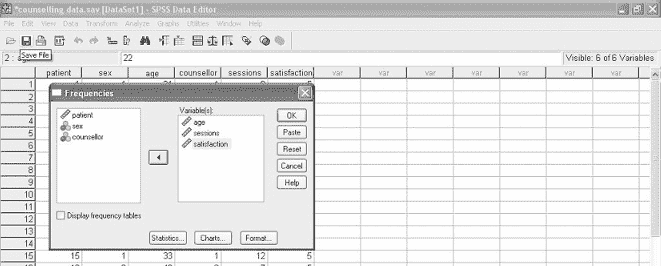 *counselling data.sav [DataSet1] - SPSS Data Editor
File Edit View Data Transform Analyze Graphs Utilities Window Help
Save File
22
Visible: 6 of 6 Variables
patient sex age counsellor sessions satisfaction var var var var var var
1
2
3
4
5
6
7
8
9
10
11
12
13
14
15 15 1 33 1 12 5
Frequencies
patient
sex
counsellor
Variable(s):
age
sessions
satisfaction
OK
Paste
Reset
Cancel
Help
Display frequency tables
Statistics... Charts... Format...